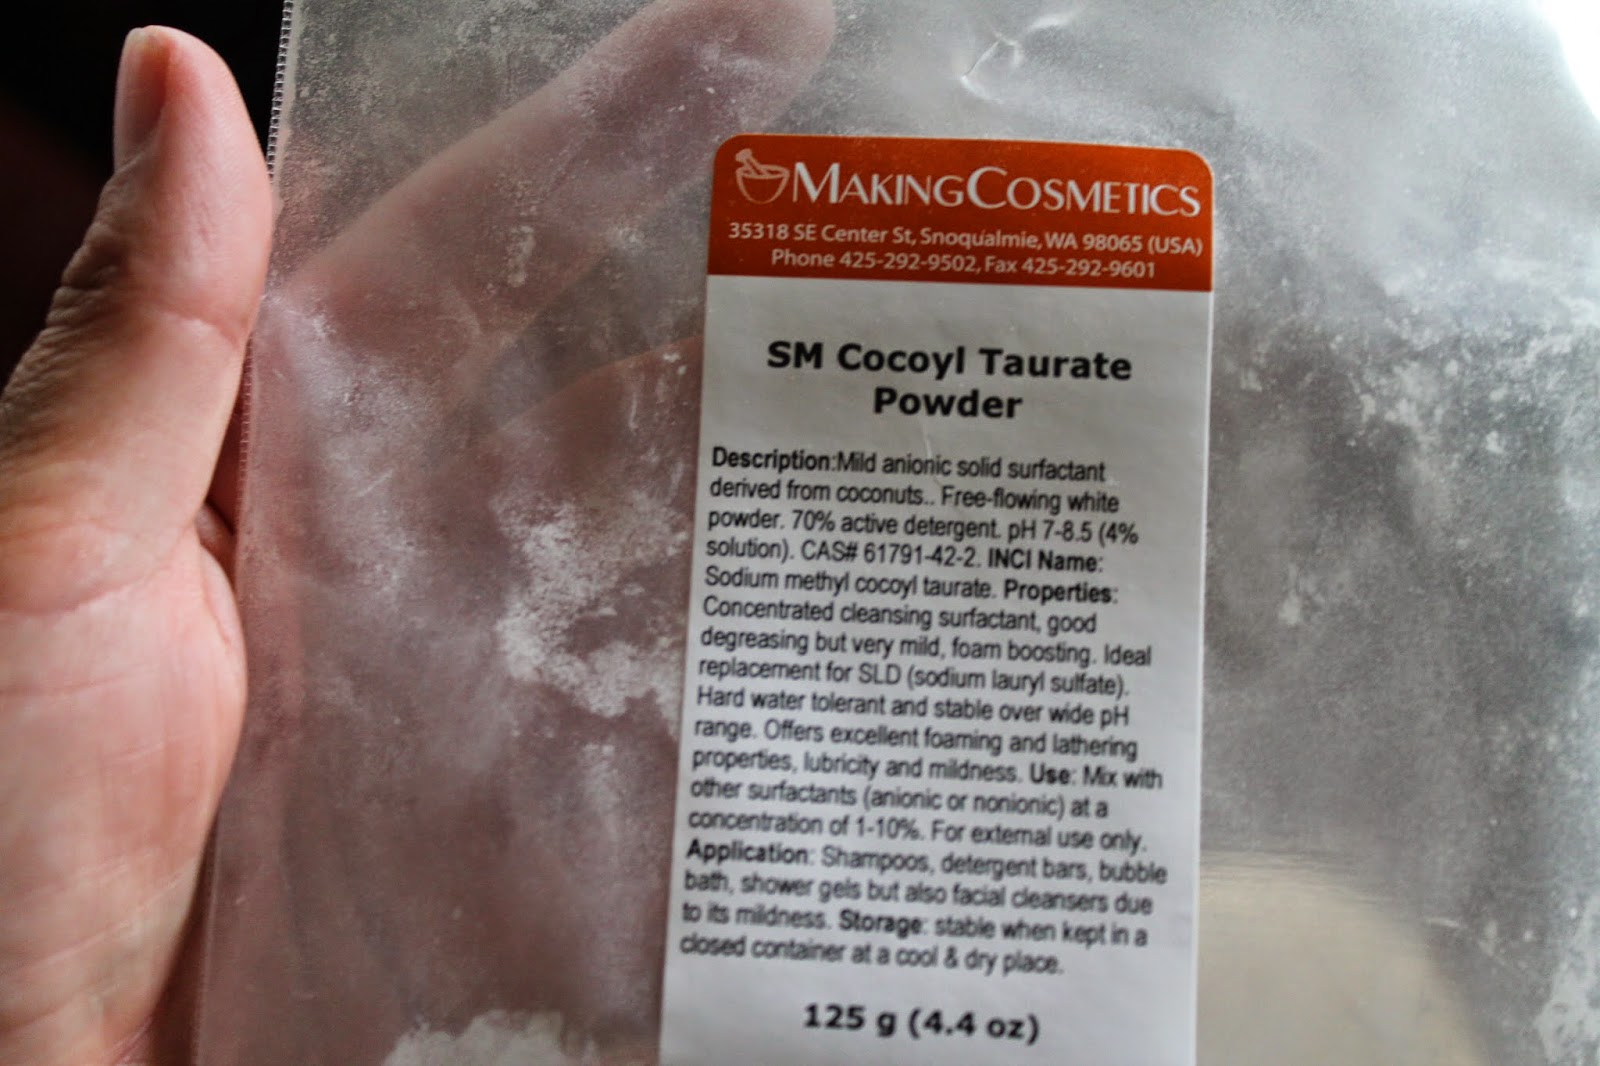 MAKINGCOSMETICS
35318 SE Center St, Snoqualmie, WA 98065 (USA)
Phone 425-292-9502, Fax 425-292-9601
SM Cocoyl Taurate
Powder
Description:Mild anionic solid surfactant
derived from coconuts.. Free-flowing white
powder. 70% active detergent. pH 7-8.5 (4%
solution). CAS# 61791-42-2. INCI Name:
Sodium methyl cocoyl taurate. Properties:
Concentrated cleansing surfactant, good
degreasing but very mild, foam boosting. Ideal
replacement for SLD (sodium lauryl sulfate).
Hard water tolerant and stable over wide pH
range. Offers excellent foaming and lathering
properties, lubricity and mildness. Use: Mix with
other surfactants (anionic or nonionic) at a
concentration of 1-10%. For external use only.
Application: Shampoos, detergent bars, bubble
bath, shower gels but also facial cleansers due
to its mildness. Storage: stable when kept in a
closed container at a cool & dry place.
125 g (4.4 oz)